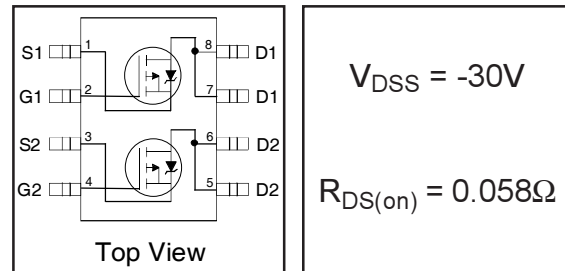 S1 1 8 D1
G1 2 7 D1
S2 3 6 D2
G2 4 5 D2
Top View
VDSS = -30V
RDS(on) = 0.058Ω